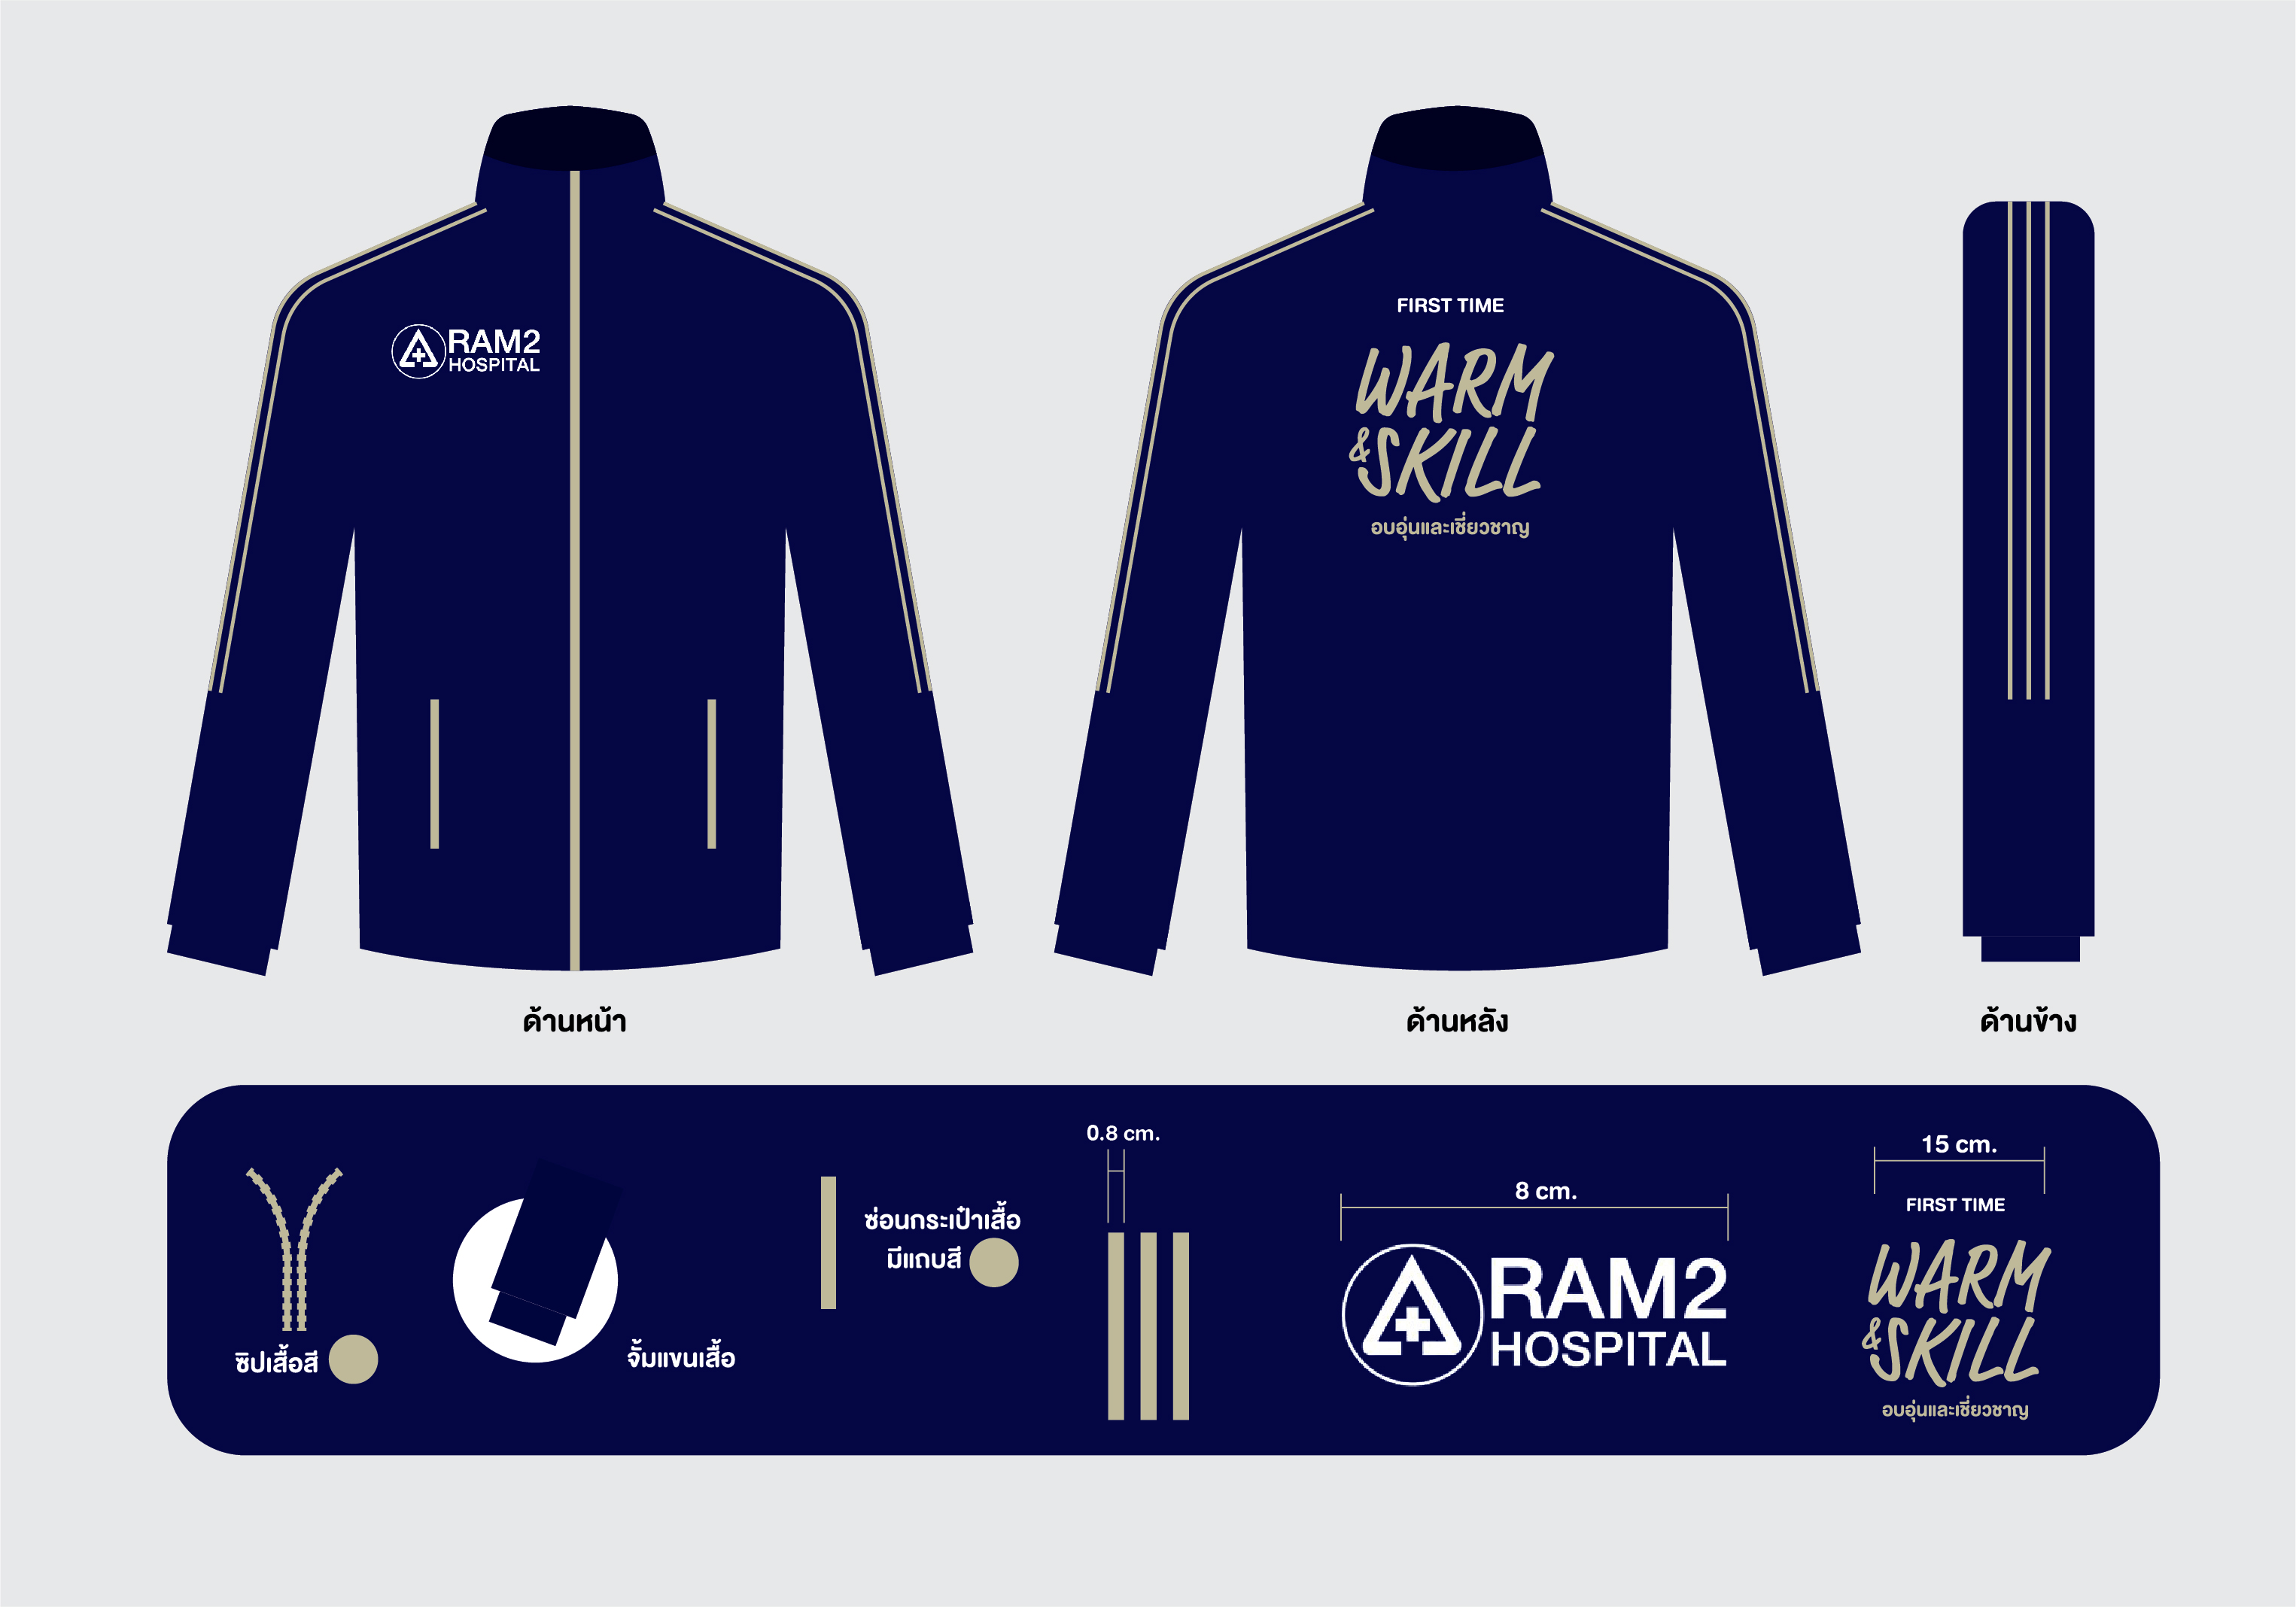 RAM2
HOSPITAL
FIRST TIME
WARM
&SKILL
อบอุ่นและเชี่ยวชาญ
ด้านหน้า
ด้านหลัง
ด้านข้าง
ซิปเสื้อสี
จั้มแขนเสื้อ
ซ่อนกระเป๋าเสื้อ
มีแถบสี
0.8 cm.
8 cm.
RAM2
HOSPITAL
15 cm.
FIRST TIME
WARM
&SKILL
อบอุ่นและเชี่ยวชาญ